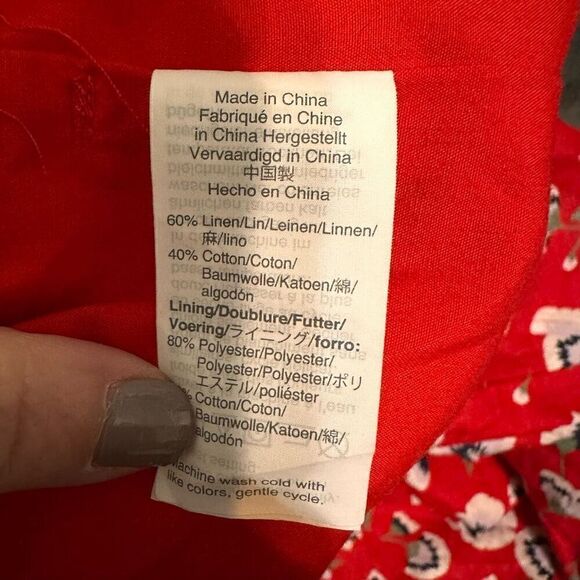 Made in China
Fabriqué en Chine
in China Hergestellt
Vervaardigd in China
中国製
Hecho en China
60% Linen/Lin/Leinen/Linnen/
麻/lino
40% Cotton/Coton/
Baumwolle/Katoen/綿/
algodón
Lining/Doublure/Futter/
Voering/ライニング/forro:
80% Polyester/Polyester/
Polyester/Polyester/ポリ
エステル/poliéster
% Cotton/Coton/
Baumwolle/Katoen/綿/
algodón
Machine wash cold with
like colors, gentle cycle.